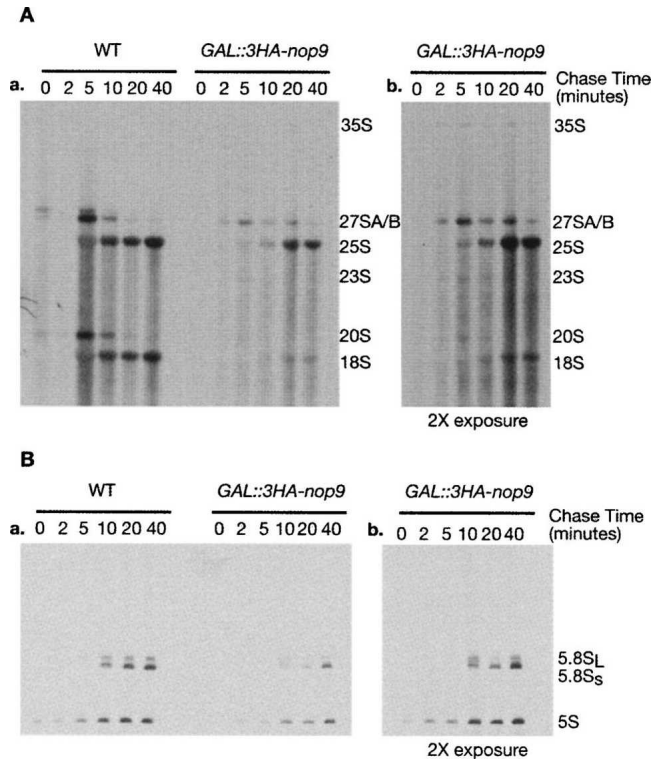 A
WT GAL::3HA-nop9 GAL::3HA-nop9
a. 0 2 5 10 20 40 0 2 5 10 20 40 b. 0 2 5 10 20 40 Chase Time
(minutes)
35S 35S
27SA/B 27SA/B
25S 25S
23S 23S
20S 20S
18S 18S
2X exposure
B
WT GAL::3HA-nop9 GAL::3HA-nop9
a. 0 2 5 10 20 40 0 2 5 10 20 40 b. 0 2 5 10 20 40 Chase Time
(minutes)
5.8SL
5.8Ss
5S
2X exposure